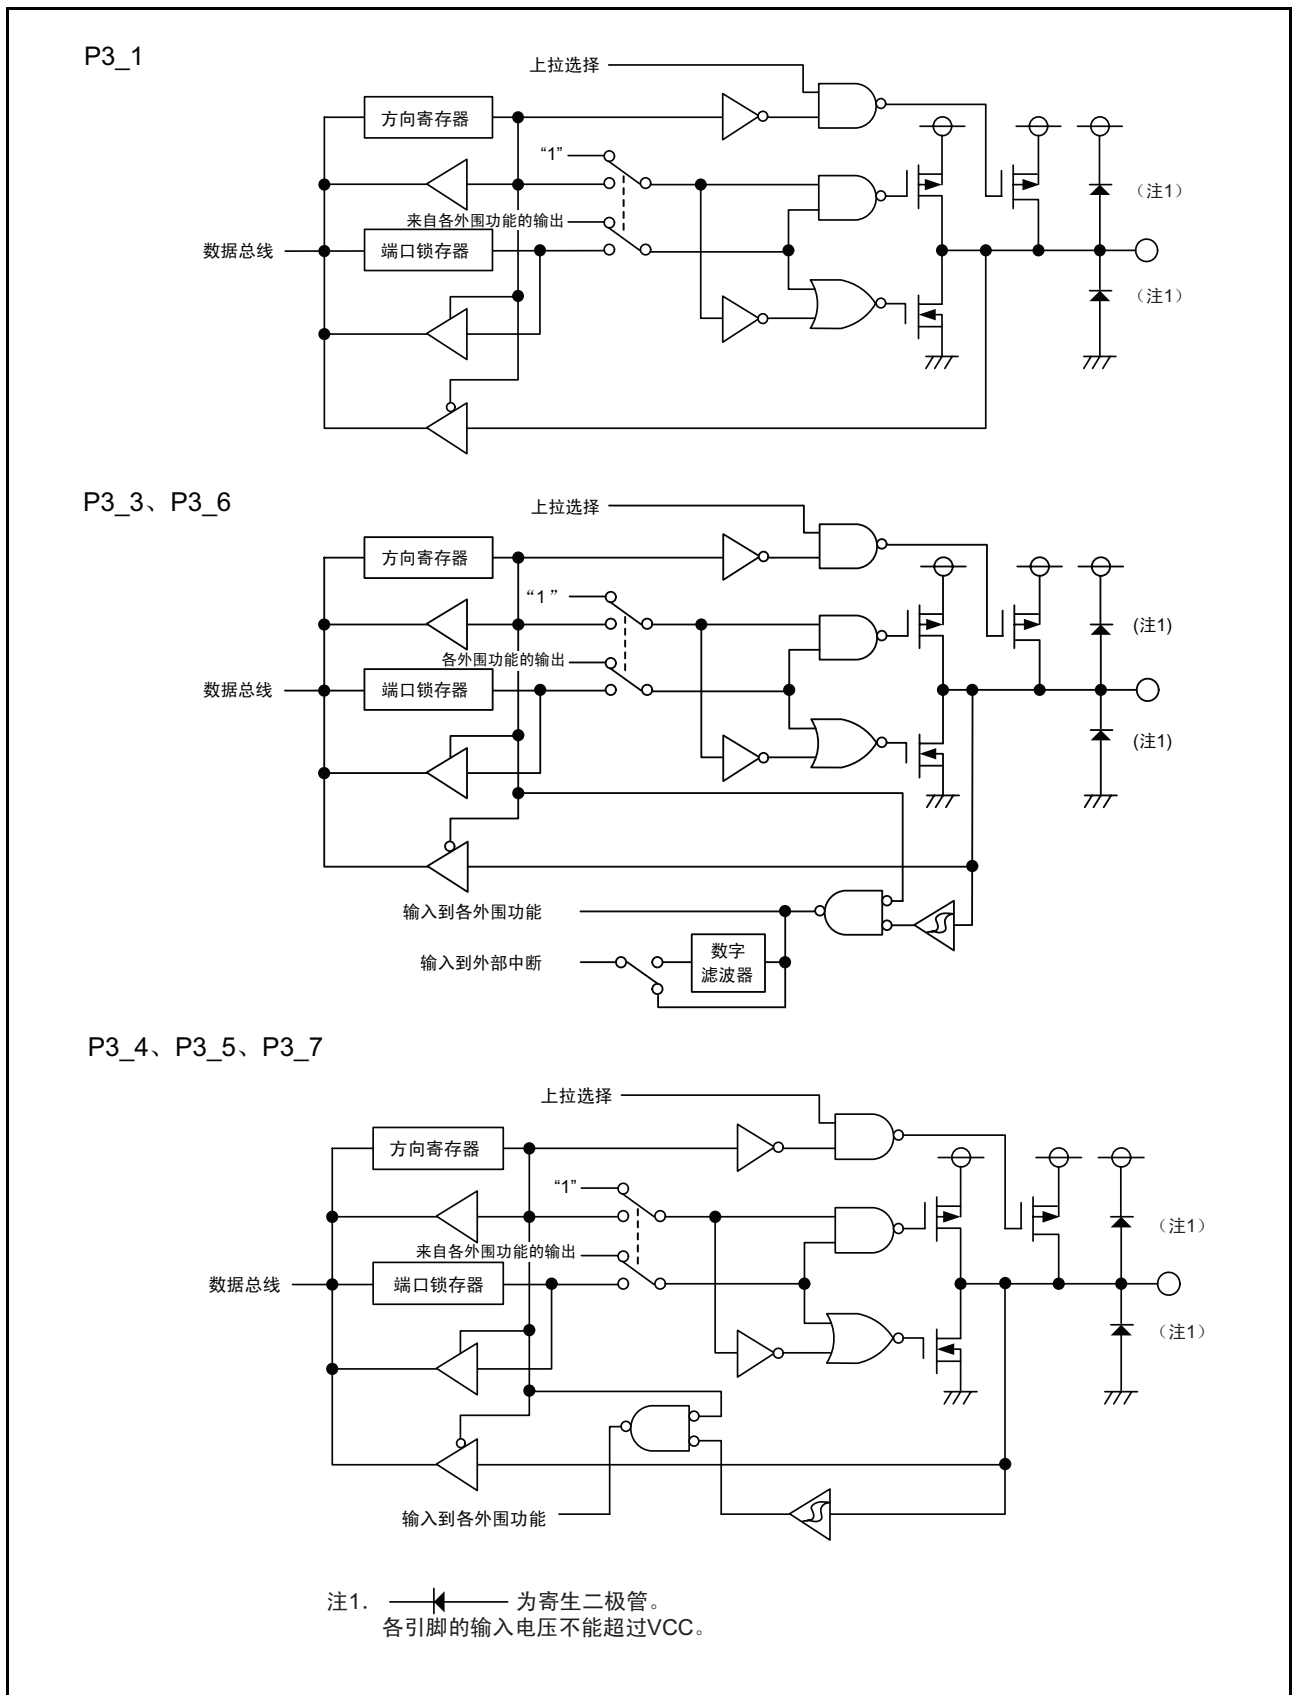 P3_1
上拉选择
方向寄存器
“1”
来自各外围功能的输出
数据总线
端口锁存器
（注1）
（注1）
P3_3、P3_6
上拉选择
方向寄存器
“1”
各外围功能的输出
数据总线
端口锁存器
(注1)
(注1)
输入到各外围功能
输入到外部中断
数字
滤波器
P3_4、P3_5、P3_7
上拉选择
方向寄存器
“1”
来自各外围功能的输出
数据总线
端口锁存器
（注1）
（注1）
输入到各外围功能
注1. 为寄生二极管。
各引脚的输入电压不能超过VCC。